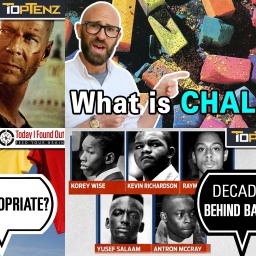 TOPTENZ
What is CHAL
Today I Found Out
FEED YOUR BRAIN
TOP
OPRIATE?
KOREY WISE
KEVIN RICHARDSON
RAYM
DECAD
BEHIND BA
YUSEF SALAAM
ANTRON MCCRAY